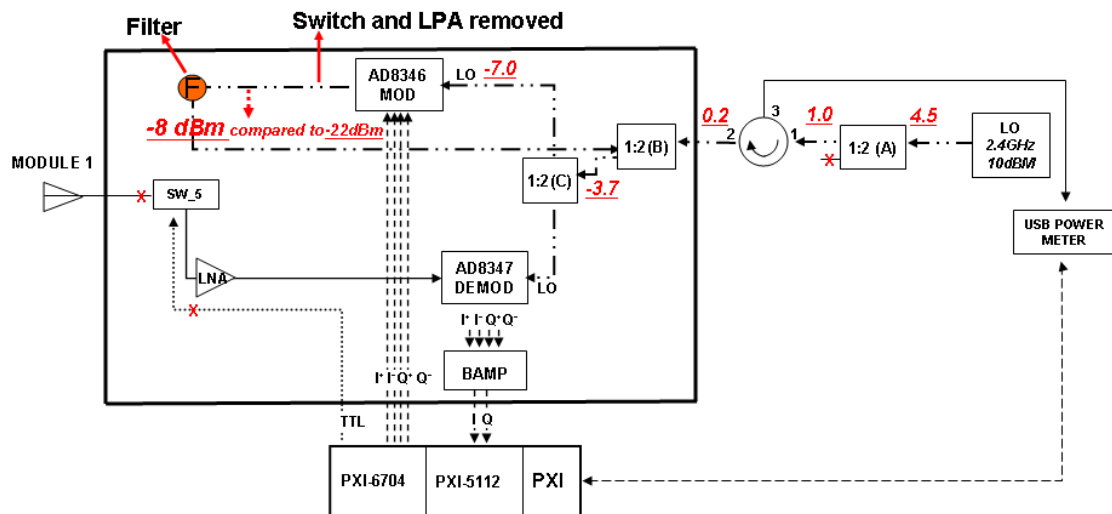 Filter
Switch and LPA removed
F
AD8346
MOD
LO
-7.0
-8 dBm compared to -22dBm
0.2
3
2
1
1.0
4.5
1:2 (A)
X
LO
2.4GHz
10dBM
1:2 (B)
1:2 (C)
-3.7
MODULE 1
X
SW_5
USB POWER
METER
LNA
AD8347
DEMOD
LO
X
I+ I- Q+ Q-
BAMP
I+ I- Q+ Q-
I Q
TTL
PXI-6704
PXI-5112
PXI